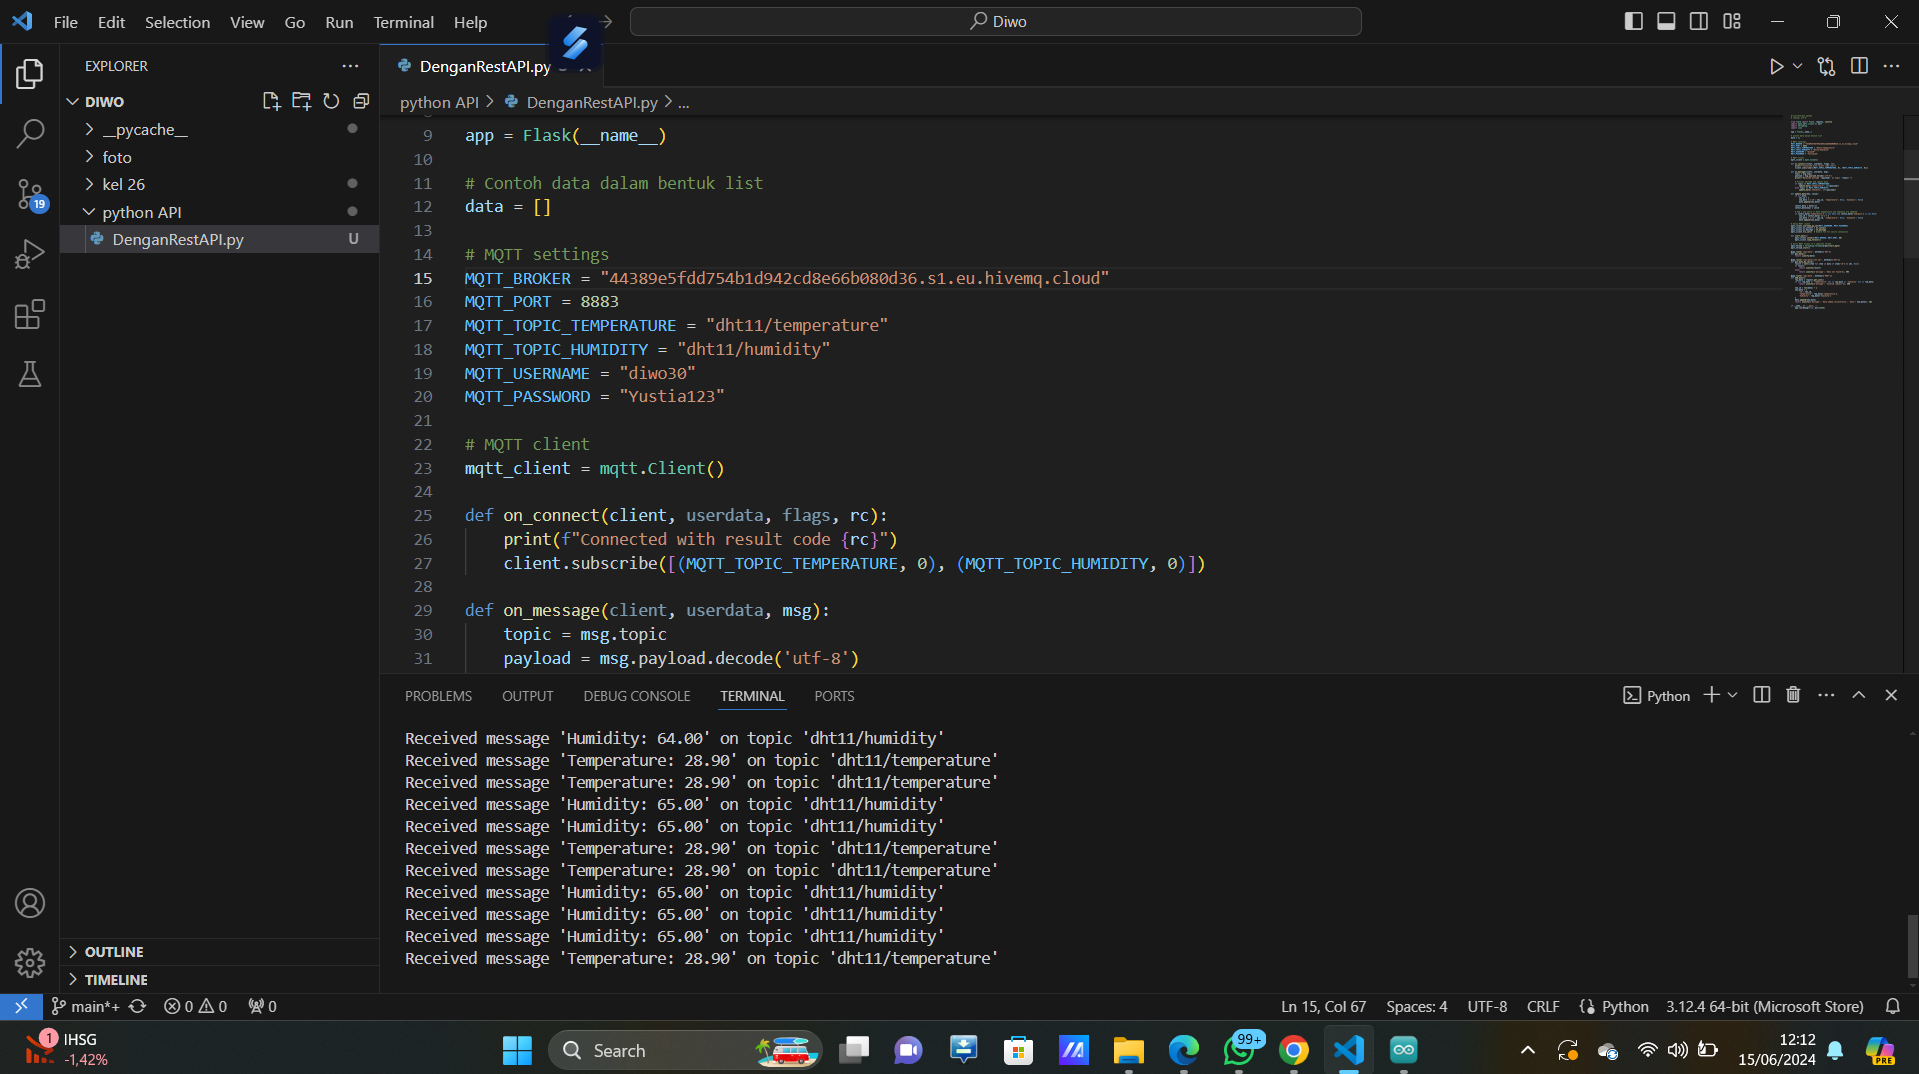 File Edit Selection View Go Run Terminal Help
Diwo
EXPLORER
DIWO
__pycache__
foto
kel 26
python API
DenganRestAPI.py U
OUTLINE
TIMELINE
19
DenganRestAPI.py
python API > DenganRestAPI.py > ...
9 app = Flask(__name__)
10
11 # Contoh data dalam bentuk list
12 data = []
13
14 # MQTT settings
15 MQTT_BROKER = "44389e5fdd754b1d942cd8e66b080d36.s1.eu.hivemq.cloud"
16 MQTT_PORT = 8883
17 MQTT_TOPIC_TEMPERATURE = "dht11/temperature"
18 MQTT_TOPIC_HUMIDITY = "dht11/humidity"
19 MQTT_USERNAME = "diwo30"
20 MQTT_PASSWORD = "Yustia123"
21
22 # MQTT client
23 mqtt_client = mqtt.Client()
24
25 def on_connect(client, userdata, flags, rc):
26 print(f"Connected with result code {rc}")
27 client.subscribe([(MQTT_TOPIC_TEMPERATURE, 0), (MQTT_TOPIC_HUMIDITY, 0)])
28
29 def on_message(client, userdata, msg):
30 topic = msg.topic
31 payload = msg.payload.decode('utf-8')
PROBLEMS OUTPUT DEBUG CONSOLE TERMINAL PORTS
Python
Received message 'Humidity: 64.00' on topic 'dht11/humidity'
Received message 'Temperature: 28.90' on topic 'dht11/temperature'
Received message 'Temperature: 28.90' on topic 'dht11/temperature'
Received message 'Humidity: 65.00' on topic 'dht11/humidity'
Received message 'Humidity: 65.00' on topic 'dht11/humidity'
Received message 'Temperature: 28.90' on topic 'dht11/temperature'
Received message 'Temperature: 28.90' on topic 'dht11/temperature'
Received message 'Humidity: 65.00' on topic 'dht11/humidity'
Received message 'Humidity: 65.00' on topic 'dht11/humidity'
Received message 'Humidity: 65.00' on topic 'dht11/humidity'
Received message 'Temperature: 28.90' on topic 'dht11/temperature'
main*+ 0 0 0
Ln 15, Col 67 Spaces: 4 UTF-8 CRLF {} Python 3.12.4 64-bit (Microsoft Store)
1
IHSG
-1,42%
Search
99+
12:12
15/06/2024
PRE